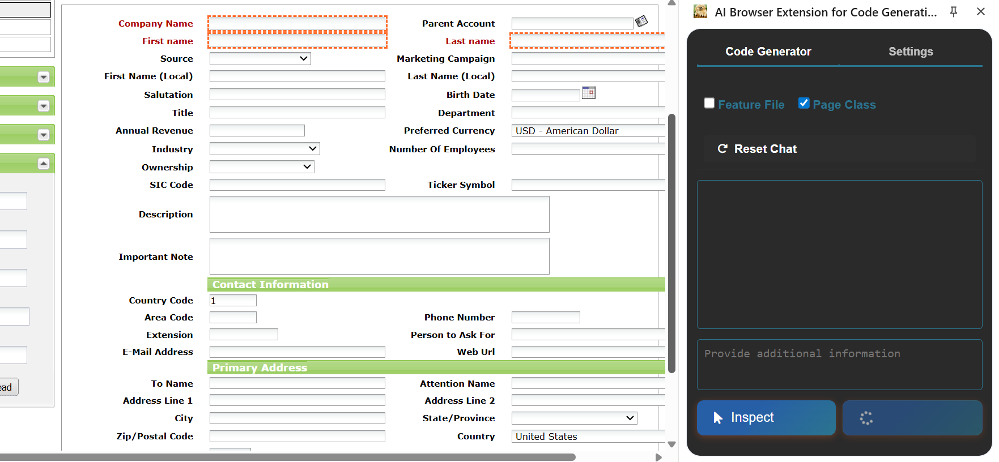 Company Name
Parent Account
First name
Last name
Source
Marketing Campaign
First Name (Local)
Last Name (Local)
Salutation
Birth Date
Title
Department
Annual Revenue
Preferred Currency
USD - American Dollar
Industry
Number Of Employees
Ownership
SIC Code
Ticker Symbol
Description
Important Note
Contact Information
Country Code
1
Area Code
Phone Number
Extension
Person to Ask For
E-Mail Address
Web Url
Primary Address
To Name
Attention Name
Address Line 1
Address Line 2
City
State/Province
Zip/Postal Code
Country
United States
ead
AI Browser Extension for Code Generati...
Code Generator
Settings
Feature File
Page Class
Reset Chat
Provide additional information
Inspect